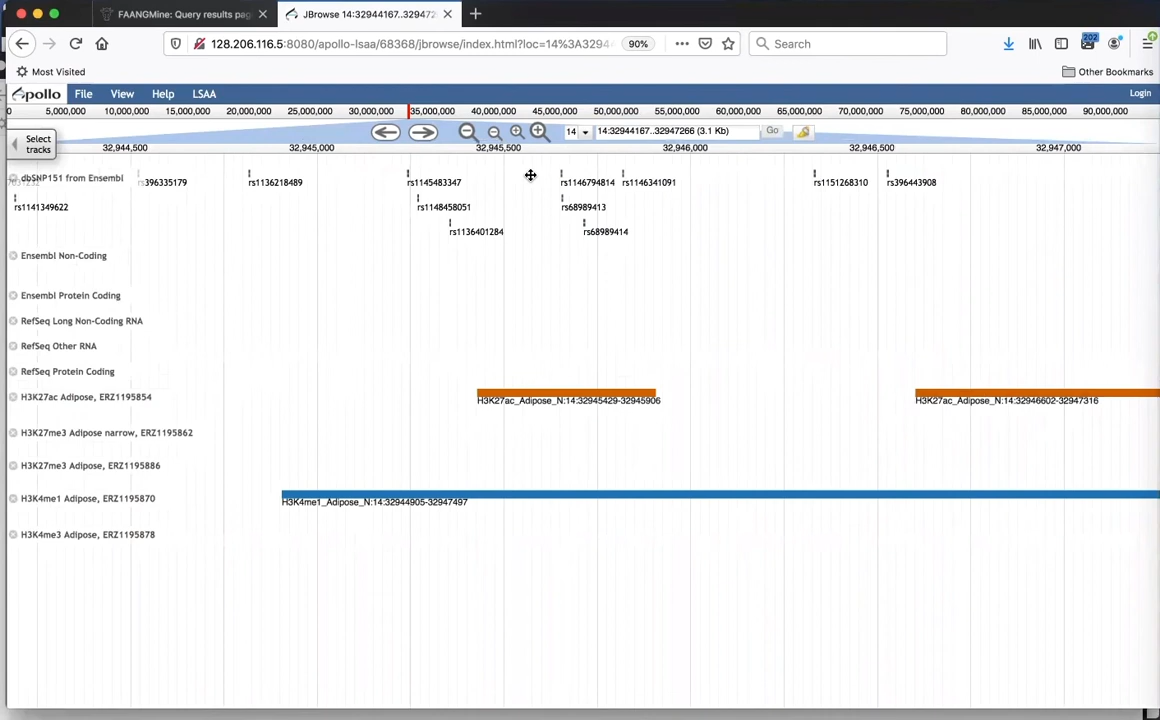 FAANGMine: Query results pag
JBrowse 14:32944167..329472
128.206.116.5:8080/apollo-lsaa/68368/jbrowse/index.html?loc=14%3A3294
90%
Search
202
Most Visited
Other Bookmarks
Apollo File View Help LSAA Login
0 5,000,000 10,000,000 15,000,000 20,000,000 25,000,000 30,000,000 35,000,000 40,000,000 45,000,000 50,000,000 55,000,000 60,000,000 65,000,000 70,000,000 75,000,000 80,000,000 85,000,000 90,000,000
14 14:32944167..32947266 (3.1 Kb) Go
Select tracks
32,944,500 32,945,000 32,945,500 32,946,000 32,946,500 32,947,000
dbSNP151 from Ensembl
rs396335179 rs1136218489 rs1145483347 rs1146794814 rs1146341091 rs1151268310 rs396443908
rs1141349622 rs1148458051 rs68989413
rs1136401284 rs68989414
Ensembl Non-Coding
Ensembl Protein Coding
RefSeq Long Non-Coding RNA
RefSeq Other RNA
RefSeq Protein Coding
H3K27ac Adipose, ERZ1195854
H3K27ac_Adipose_N:14:32945429-32945906 H3K27ac_Adipose_N:14:32946602-32947316
H3K27me3 Adipose narrow, ERZ1195862
H3K27me3 Adipose, ERZ1195886
H3K4me1 Adipose, ERZ1195870
H3K4me1_Adipose_N:14:32944905-32947497
H3K4me3 Adipose, ERZ1195878